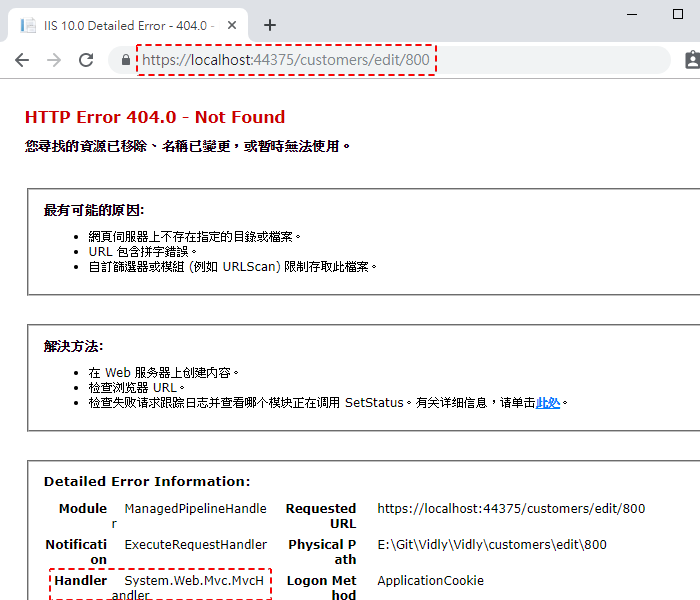 IIS 10.0 Detailed Error - 404.0 -
https://localhost:44375/customers/edit/800
HTTP Error 404.0 - Not Found
您尋找的資源已移除、名稱已變更，或暫時無法使用。
最有可能的原因:
網頁伺服器上不存在指定的目錄或檔案。
URL 包含拼字錯誤。
自訂篩選器或模組 (例如 URLScan) 限制存取此檔案。
解決方法:
在 Web 服务器上创建内容。
检查浏览器 URL。
检查失败请求跟踪日志并查看哪个模块正在调用 SetStatus。有关详细信息，请单击此处。
Detailed Error Information:
Module ManagedPipelineHandler
Requested URL https://localhost:44375/customers/edit/800
Notification ExecuteRequestHandler
Physical Path E:\Git\Vidly\Vidly\customers\edit\800
Handler System.Web.Mvc.MvcHandler
Logon Method ApplicationCookie